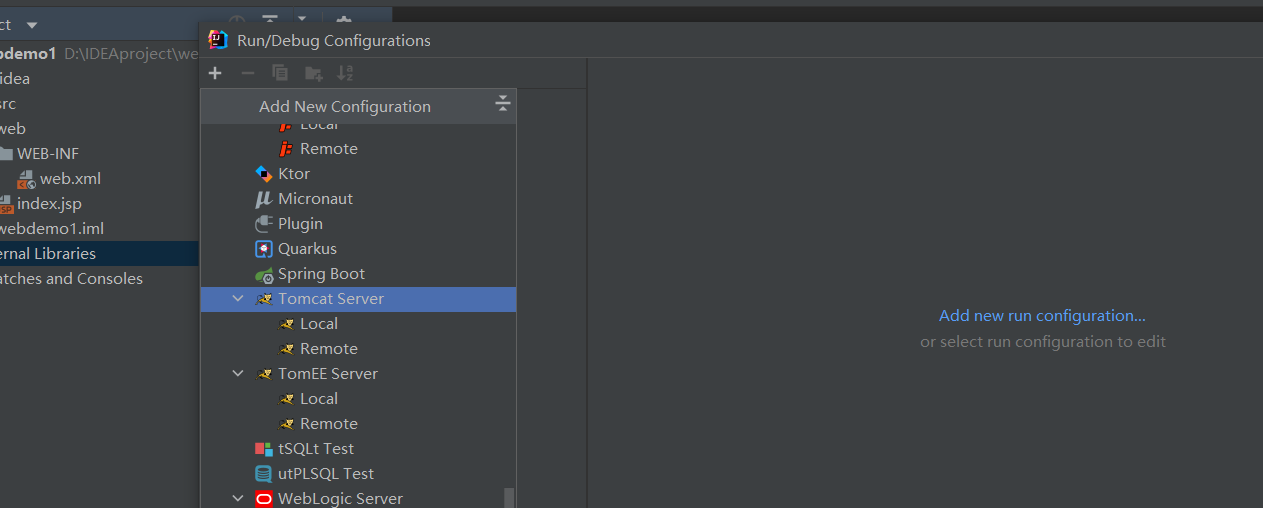 ct
Run/Debug Configurations
bdemo1 D:\IDEAproject\we
idea
src
web
WEB-INF
web.xml
index.jsp
webdemo1.iml
ernal Libraries
atches and Consoles
Add New Configuration
Local
Remote
Ktor
Micronaut
Plugin
Quarkus
Spring Boot
Tomcat Server
Local
Remote
TomEE Server
Local
Remote
tSQLt Test
utPLSQL Test
WebLogic Server
Add new run configuration...
or select run configuration to edit